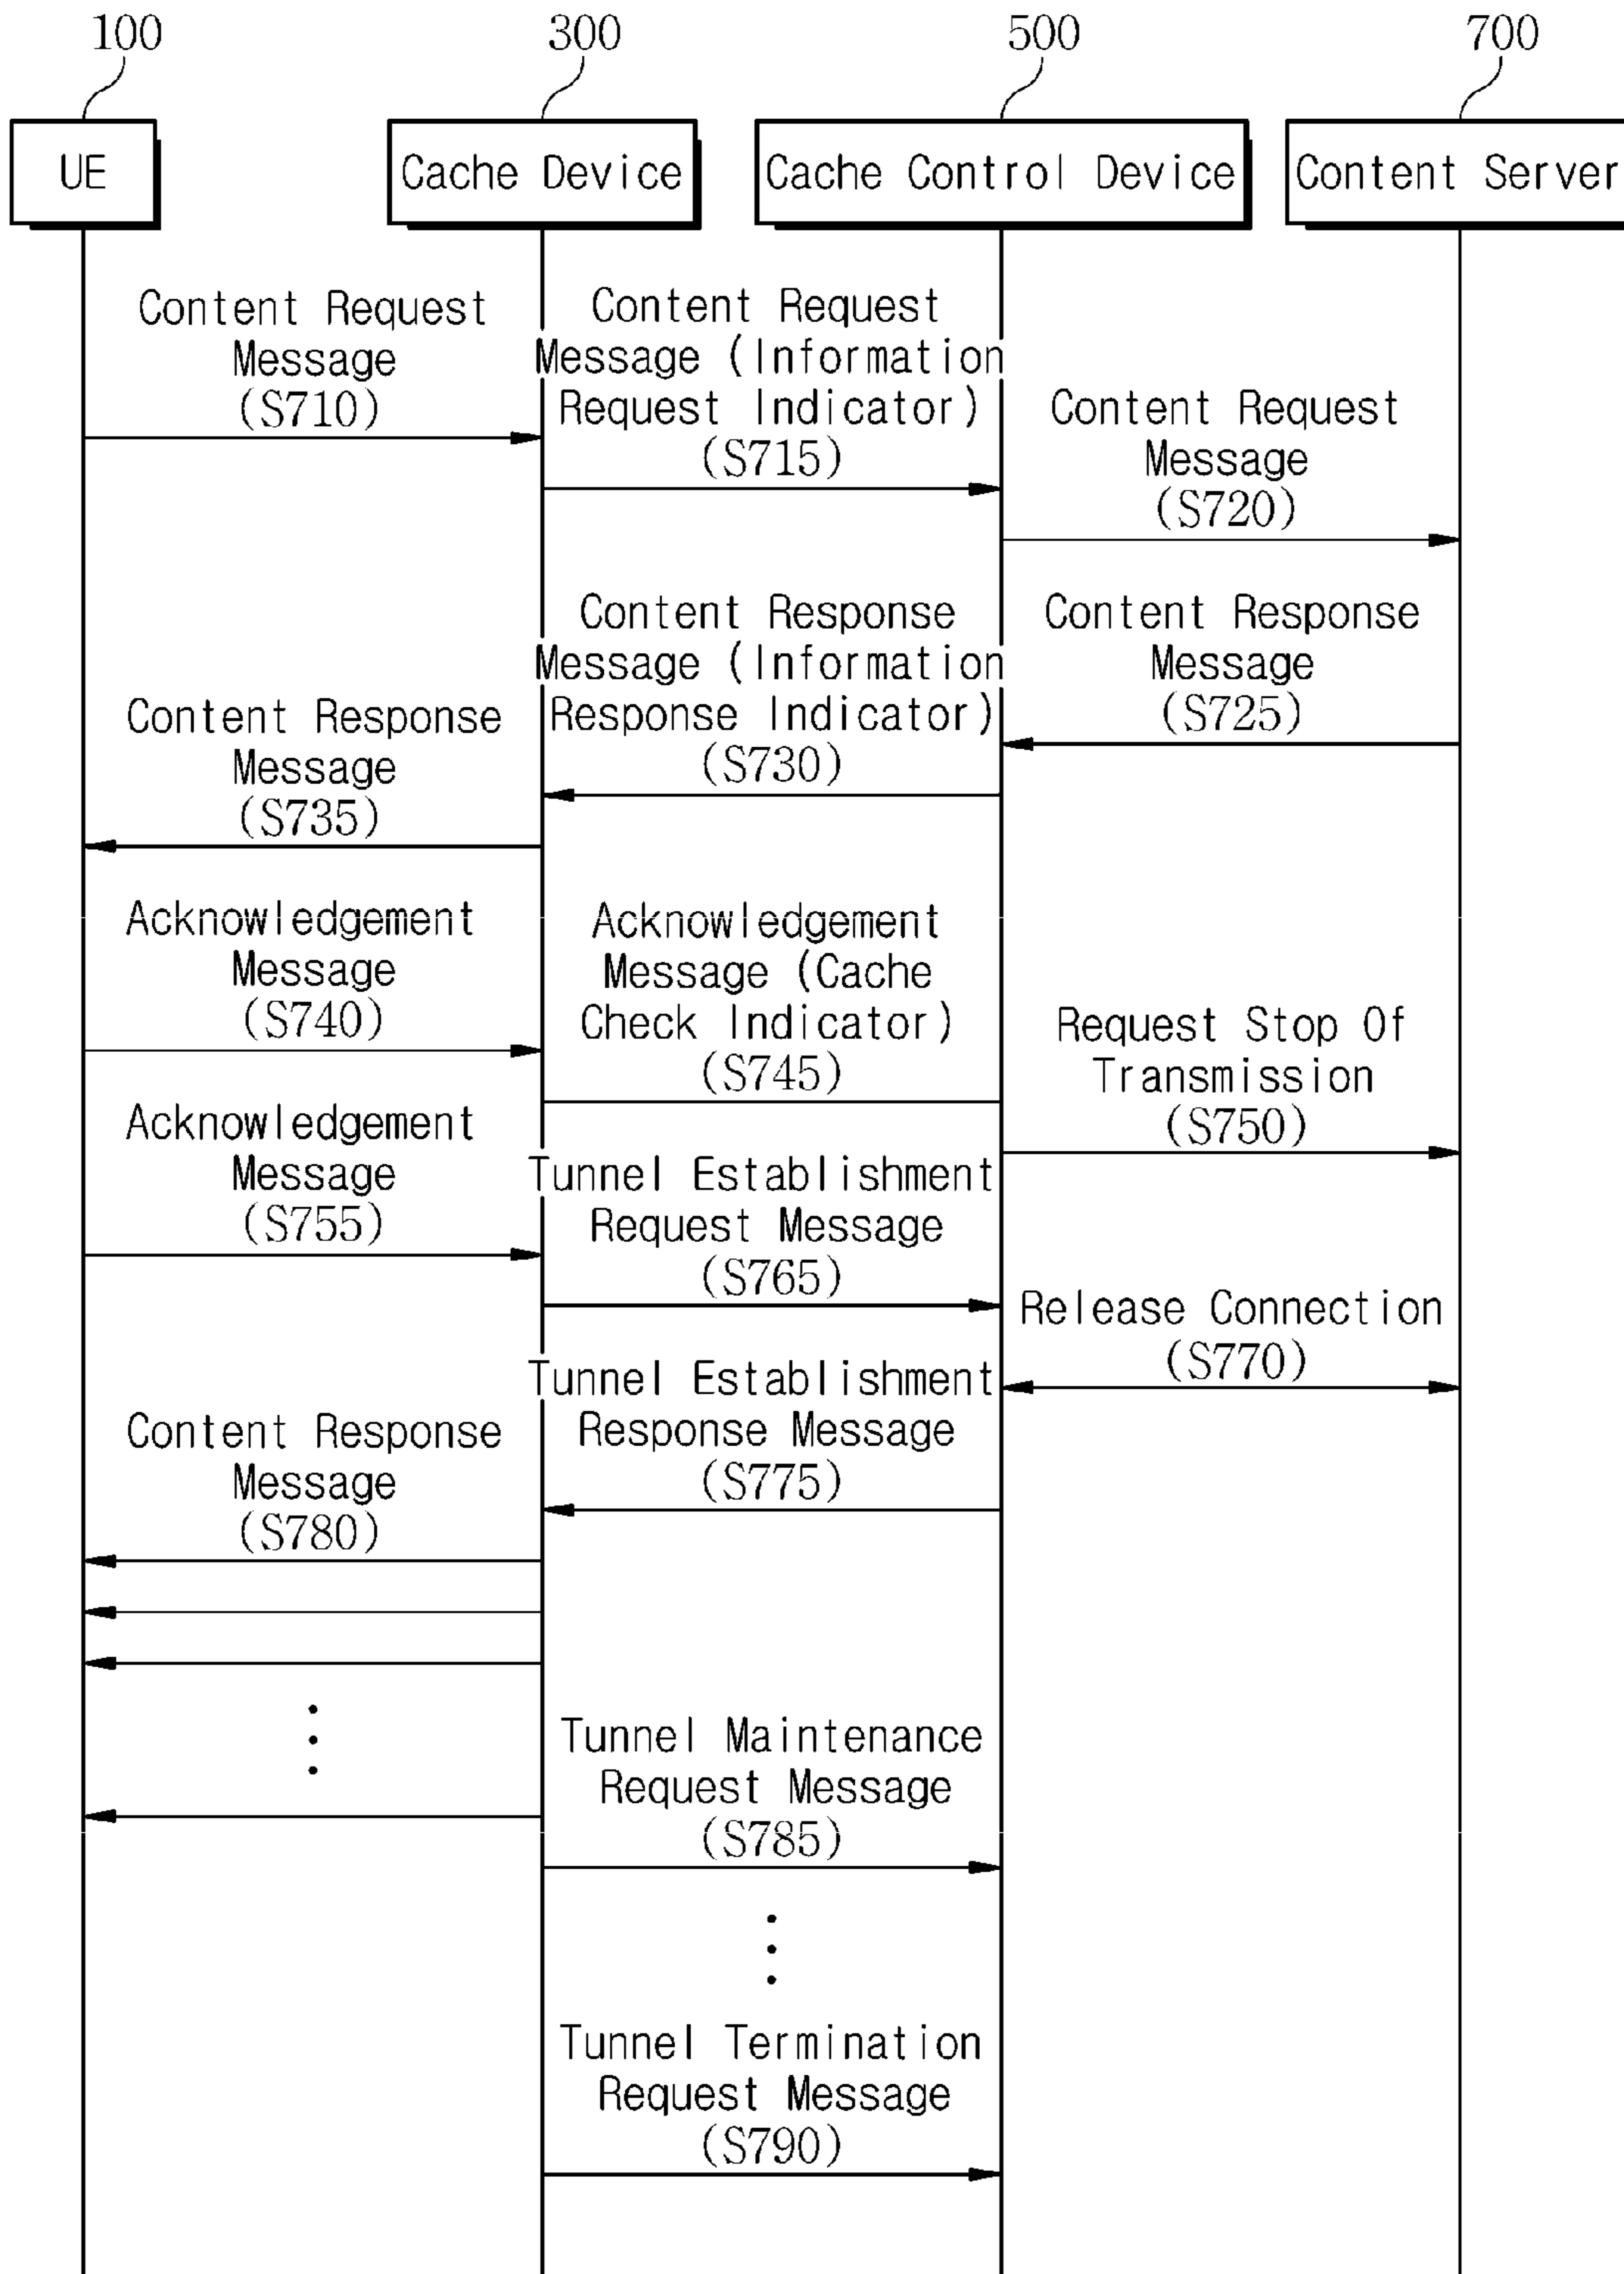 100
300
500
700
UE
Cache Device
Cache Control Device
Content Server
Content Request
Message
(S710)
Content Request
Message (Information
Request Indicator)
(S715)
Content Request
Message
(S720)
Content Response
Message
(S725)
Content Response
Message (Information
Response Indicator)
(S730)
Content Response
Message
(S735)
Acknowledgement
Message
(S740)
Acknowledgement
Message (Cache
Check Indicator)
(S745)
Request Stop Of
Transmission
(S750)
Acknowledgement
Message
(S755)
Tunnel Establishment
Request Message
(S765)
Release Connection
(S770)
Tunnel Establishment
Response Message
(S775)
Content Response
Message
(S780)
Tunnel Maintenance
Request Message
(S785)
Tunnel Termination
Request Message
(S790)